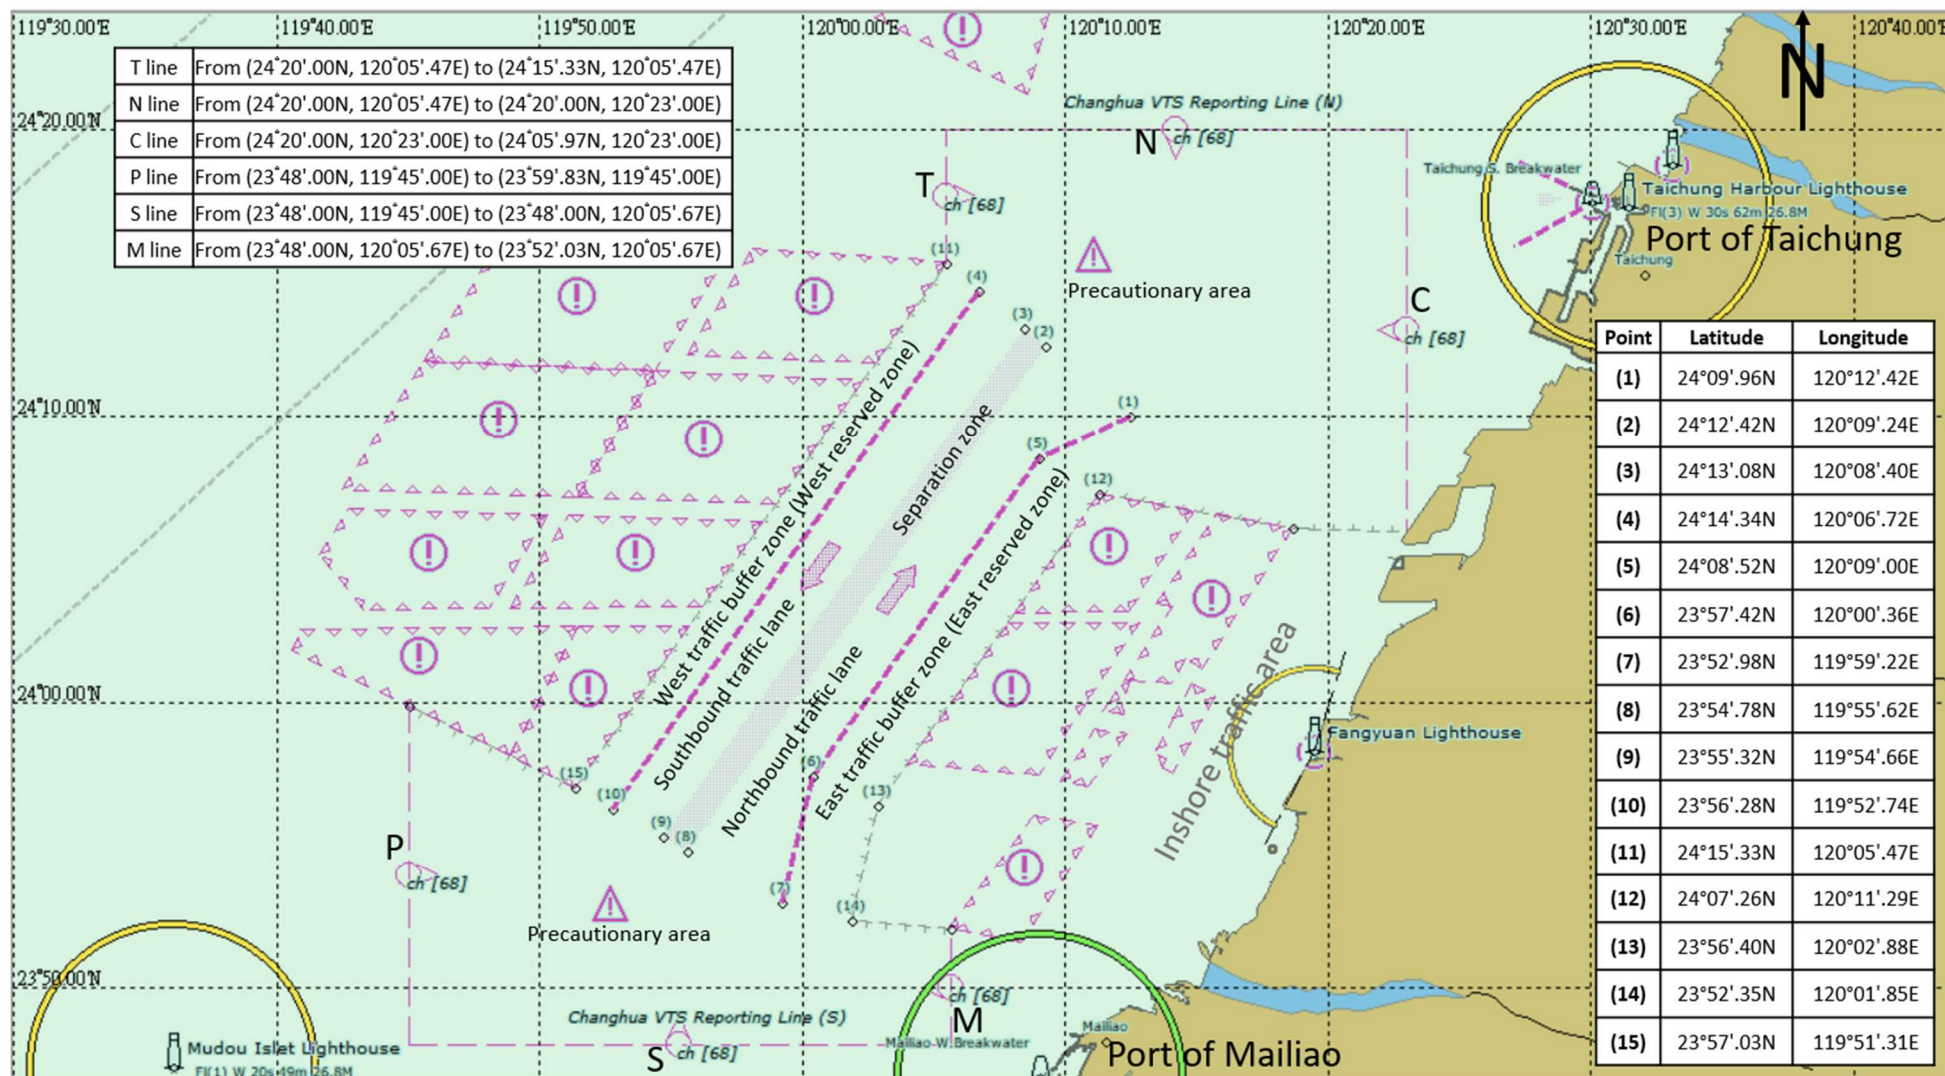 119°30.00'E 119°40.00'E 119°50.00'E 120°00.00'E 120°10.00'E 120°20.00'E 120°30.00'E 120°40.00'E
T line From (24°20'.00N, 120°05'.47E) to (24°15'.33N, 120°05'.47E)
N line From (24°20'.00N, 120°05'.47E) to (24°20'.00N, 120°23'.00E)
C line From (24°20'.00N, 120°23'.00E) to (24°05'.97N, 120°23'.00E)
P line From (23°48'.00N, 119°45'.00E) to (23°59'.83N, 119°45'.00E)
S line From (23°48'.00N, 119°45'.00E) to (23°48'.00N, 120°05'.67E)
M line From (23°48'.00N, 120°05'.67E) to (23°52'.03N, 120°05'.67E)
N
24°20.00'N
Changhua VTS Reporting Line (N)
N
ch [68]
T
ch [68]
Taichung S. Breakwater
Taichung Harbour Lighthouse
Fl(3) W 30s 62m 26.8M
Port of Taichung
Taichung
(11)
(4)
(3)
(2)
Precautionary area
C
ch [68]
24°10.00'N
(1)
(5)
(12)
West traffic buffer zone (West reserved zone)
Separation zone
Southbound traffic lane
Northbound traffic lane
East traffic buffer zone (East reserved zone)
Inshore traffic area
24°00.00'N
Fangyuan Lighthouse
(15)
(10)
(6)
(13)
(9)
(8)
(7)
(14)
P
ch [68]
Precautionary area
23°50.00'N
ch [68]
M
Changhua VTS Reporting Line (S)
S
ch [68]
Mailiao W. Breakwater
Mailiao
Port of Mailiao
Mudou Islet Lighthouse
Fl(1) W 20s 49m 26.8M
Point Latitude Longitude
(1) 24°09'.96N 120°12'.42E
(2) 24°12'.42N 120°09'.24E
(3) 24°13'.08N 120°08'.40E
(4) 24°14'.34N 120°06'.72E
(5) 24°08'.52N 120°09'.00E
(6) 23°57'.42N 120°00'.36E
(7) 23°52'.98N 119°59'.22E
(8) 23°54'.78N 119°55'.62E
(9) 23°55'.32N 119°54'.66E
(10) 23°56'.28N 119°52'.74E
(11) 24°15'.33N 120°05'.47E
(12) 24°07'.26N 120°11'.29E
(13) 23°56'.40N 120°02'.88E
(14) 23°52'.35N 120°01'.85E
(15) 23°57'.03N 119°51'.31E